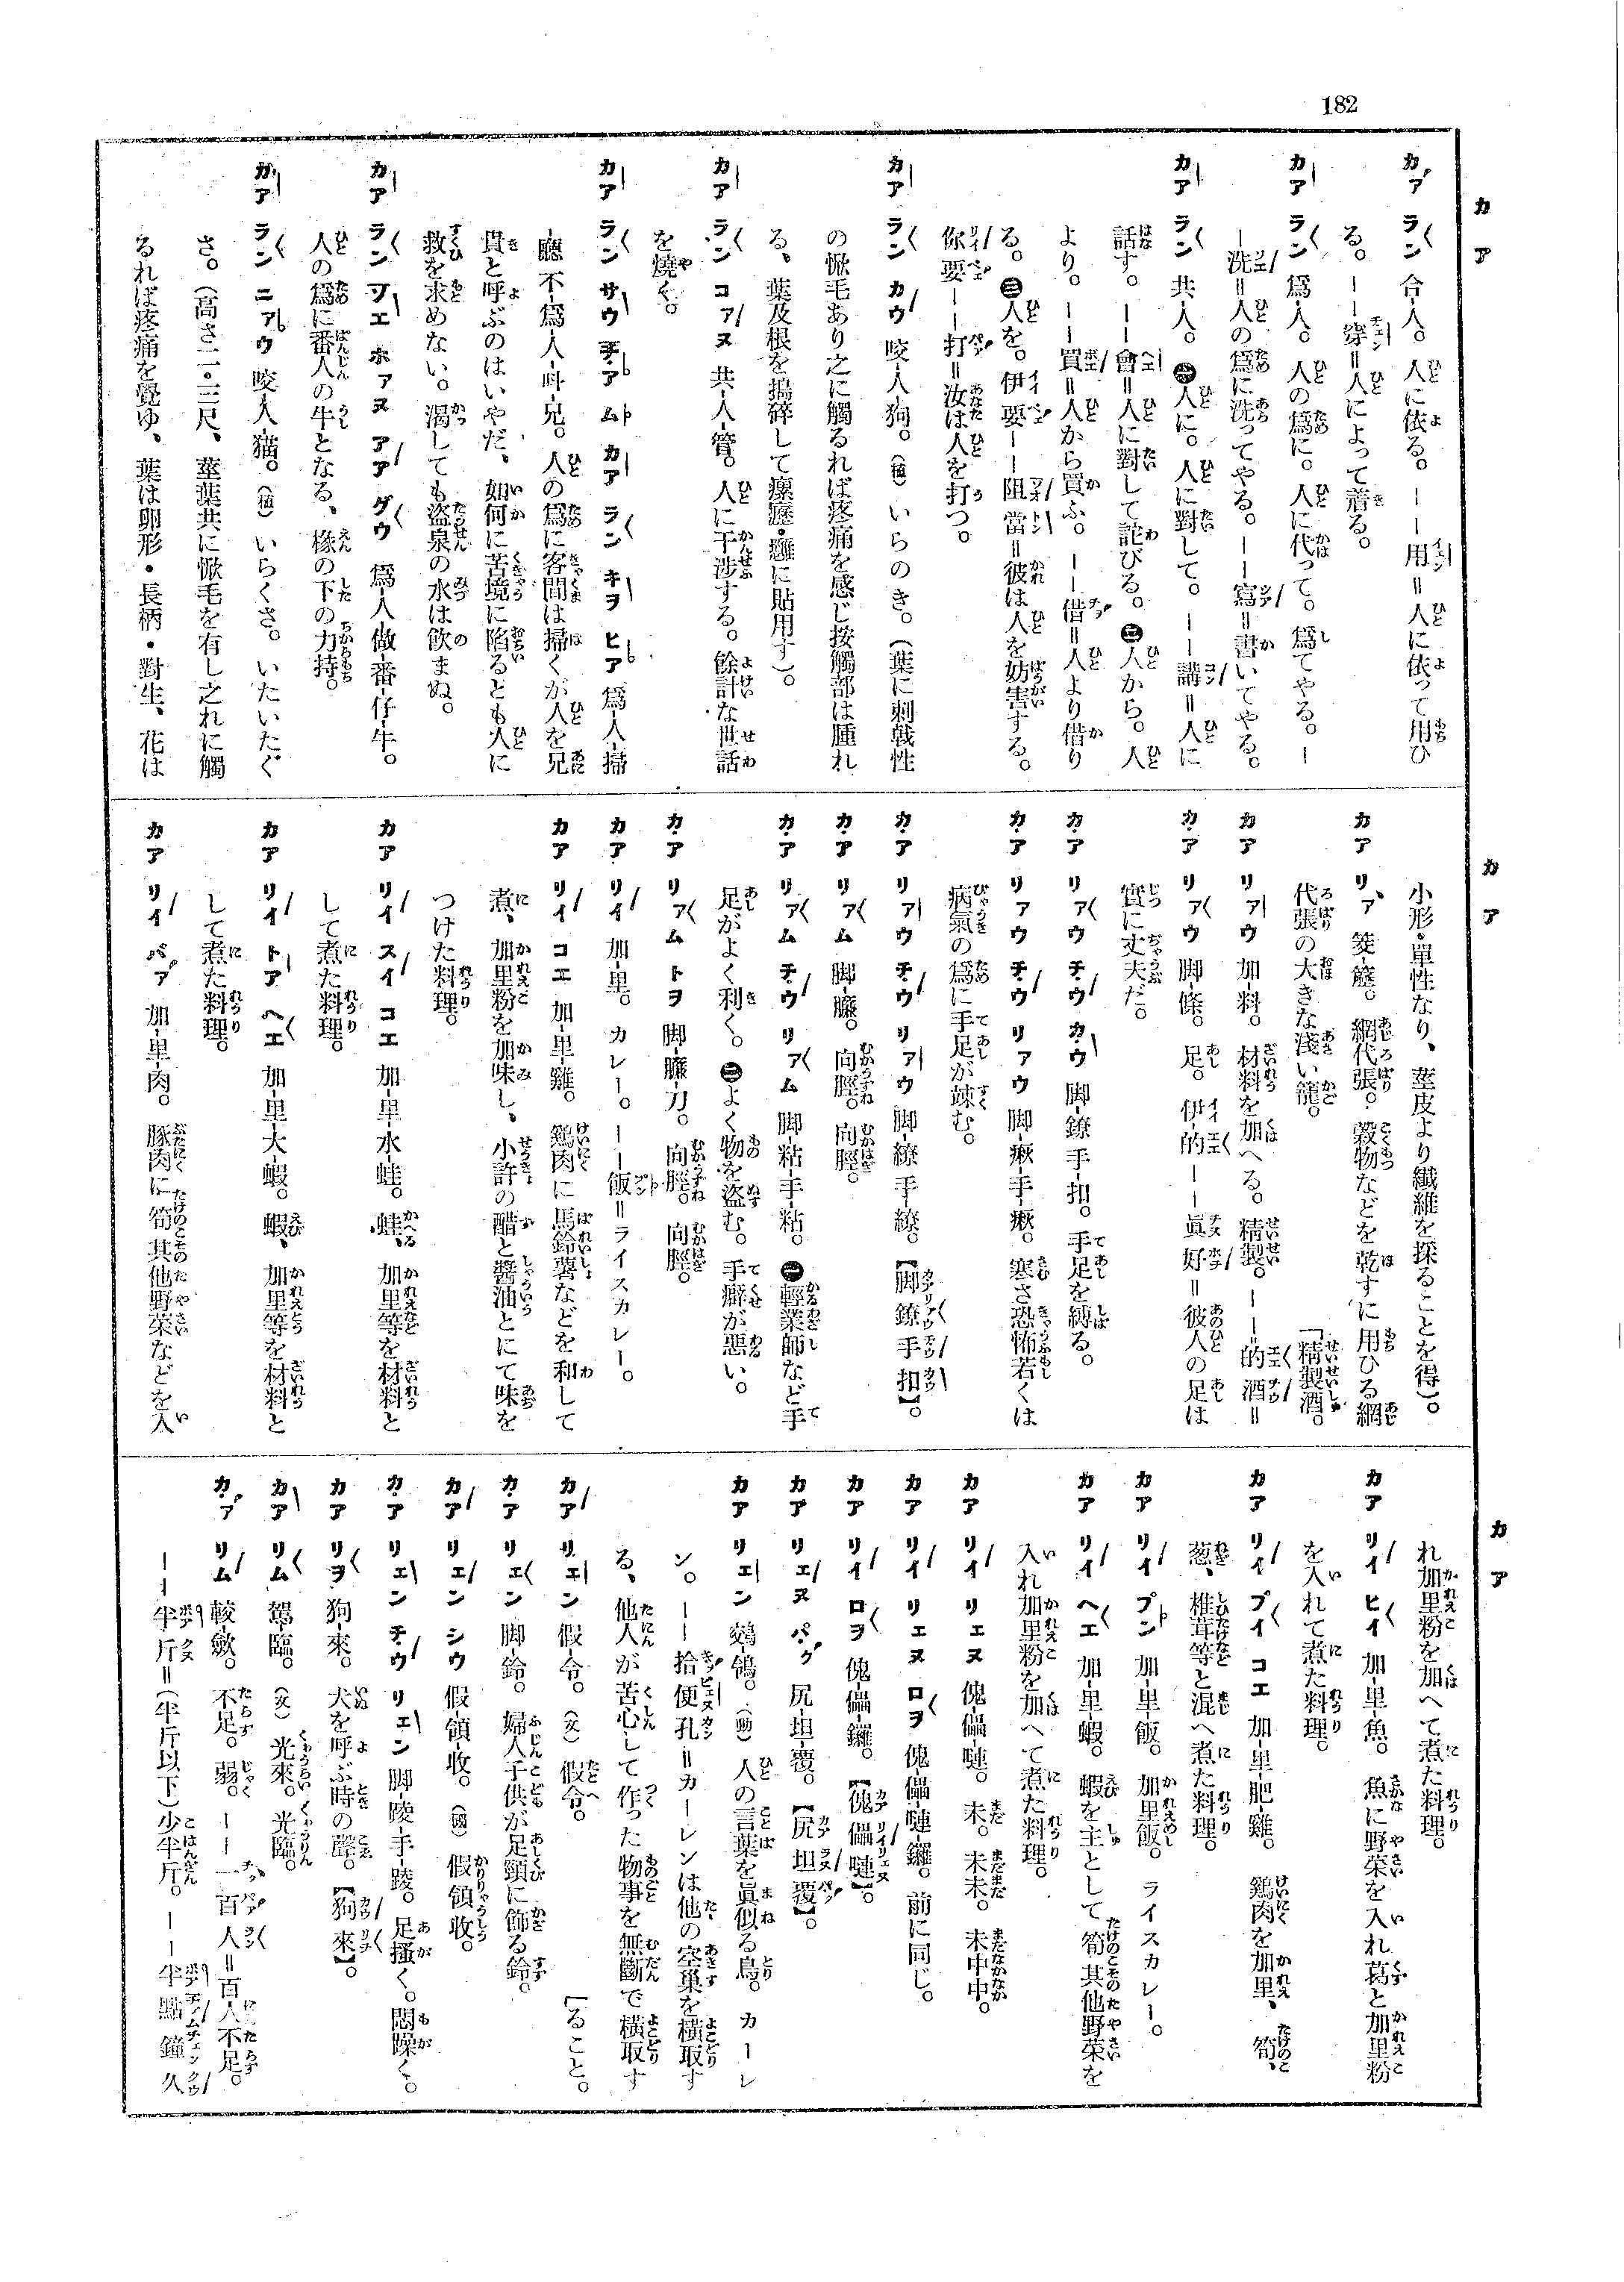 182
カア
カア ラン 合-人。人に依る。――用=人に依って用ひ
る。――穿=人によって着る。
カア ラン 爲-人。人の爲に。人に代って。爲てやる。―
―洗=人の爲に洗ってやる。――寫=書いてやる。
カア ラン 共-人。㊀人に。人に對して。――講=人に
話す。――會=人に對して詫びる。㊁人から。人
より。――買=人から買ふ。――借=人より借り
る。㊂人を。伊要――阻當=彼は人を妨害する。
你要――打=汝は人を打つ。
カア ラン カウ 咬-人-狗。(植)いらのき。(葉に刺戟性
の惞毛あり之に觸るれば疼痛を感じ按觸部は腫れ
る、葉及根を搗碎して瘰癧・癰に貼用す)。
カア ラン コアヌ 共-人-管。人に干涉する。餘計な世話
を燒く。
カア ラン サウ チアム カア ラン キヲ ヒア 爲-人-掃
-廳 不-爲-人-叫-兄。人の爲に客間は掃くが人を兄
貴と呼ぶのはいやだ、如何に苦境に陷るとも人に
救を求めない。渴しても盜泉の水は飮まぬ。
カア ラン ヲエ ホアヌ アア グウ 爲-人-做-番-仔-牛。
人の爲に番人の牛となる、椽の下の力持。
カア ラン ニアウ 咬-人-猫。(植)いらくさ。いたいたぐ
さ。(高さ二・三尺、莖葉共に惞毛を有し之れに觸
るれば疼痛を覺ゆ、葉は卵形・長柄・對生、花は
カア
小形・單性なり、莖皮より纖維を採ることを得)。
カア リア 筊-簏。網代張。穀物などを乾すに用ひる網
代張の大きな淺い籠。 「精製酒。
カア リアウ 加-料。材料を加へる。精製。――的酒=
カア リアウ 脚-條。足。伊的――眞好=彼人の足は
實に丈夫だ。
カア リアウ チウ カウ 脚-鐐 手-扣。手足を縛る。
カア リアウ チウ リアウ 脚-瘷-手-瘷。寒さ恐怖若くは
病氣の爲に手足が竦む。
カア リアウ チウ リアウ 脚-繚 手-繚。【脚鐐手扣】。
カア リアム 脚-臁。向脛。向脛。
カア リアム チウ リアム 脚-粘-手-粘。㊀輕業師など手
足がよく利く。㊁よく物を盜む。手癖が惡い。
カア リアム トヲ 脚-臁-刀。向脛。向脛。
カア リイ 加-里。カレー。――飯=ライスカレー。
カア リイ コエ 加-里-雞。鷄肉に馬鈴薯などを和して
煮、加里粉を加味し、小許の醋と醬油とにて味を
つけた料理。
カア リイ スイ コエ 加-里-水-蛙。蛙、加里等を材料と
して煮た料理。
カア リイ トア ヘエ 加-里-大-蝦。蝦、加里等を材料と
して煮た料理。
カア リイ バア 加-里-肉。豚肉に筍其他野菜などを入
カア
れ加里粉を加へて煮た料理。
カア リイ ヒイ 加-里-魚。魚に野菜を入れ葛と加里粉
を入れて煮た料理。
カア リイ プイ コエ 加-里-肥-雞。鷄肉を加里、筍、
葱、椎茸等と混へ煮た料理。
カア リイ プン 加-里-飯。加里飯。ライスカレー。
カア リイ ヘエ 加-里-蝦。蝦を主として筍其他野菜を
入れ加里粉を加へて煮た料理。
カア リイ リエヌ 傀-儡-嗹。未。未未。未中中。
カア リイ リエヌ ロヲ 傀-儡-嗹-鑼。前に同じ。
カア リイ ロヲ 傀-儡-鑼。【傀儡嗹】。
カア リエヌ パク 尻-坦-覆。【尻坦覆】。
カア リエン 鵁-鴒。(動)人の言葉を眞似る鳥。カーレ
ン。――拾便孔=カーレンは他の空巢を橫取す
る、他人が苦心して作った物事を無斷で橫取す
カア リエン 假-令。(文)假令。 [ること。
カア リエン 脚-鈴。婦人子供が足頸に飾る鈴。
カア リエン シウ 假-領-收。(國)假領收。
カア リエン チウ リエン 脚-陵-手-陵。足搔く。悶躁く。
カア リヲ 狗-來。犬を呼ぶ時の聲。【狗來】。
カア リム 駕-臨。(文)光來。光臨。
カア リム 較-歛。不足。弱。――一百人=百人不足。
――半斤=(半斤以下)少半斤。――半點鐘久